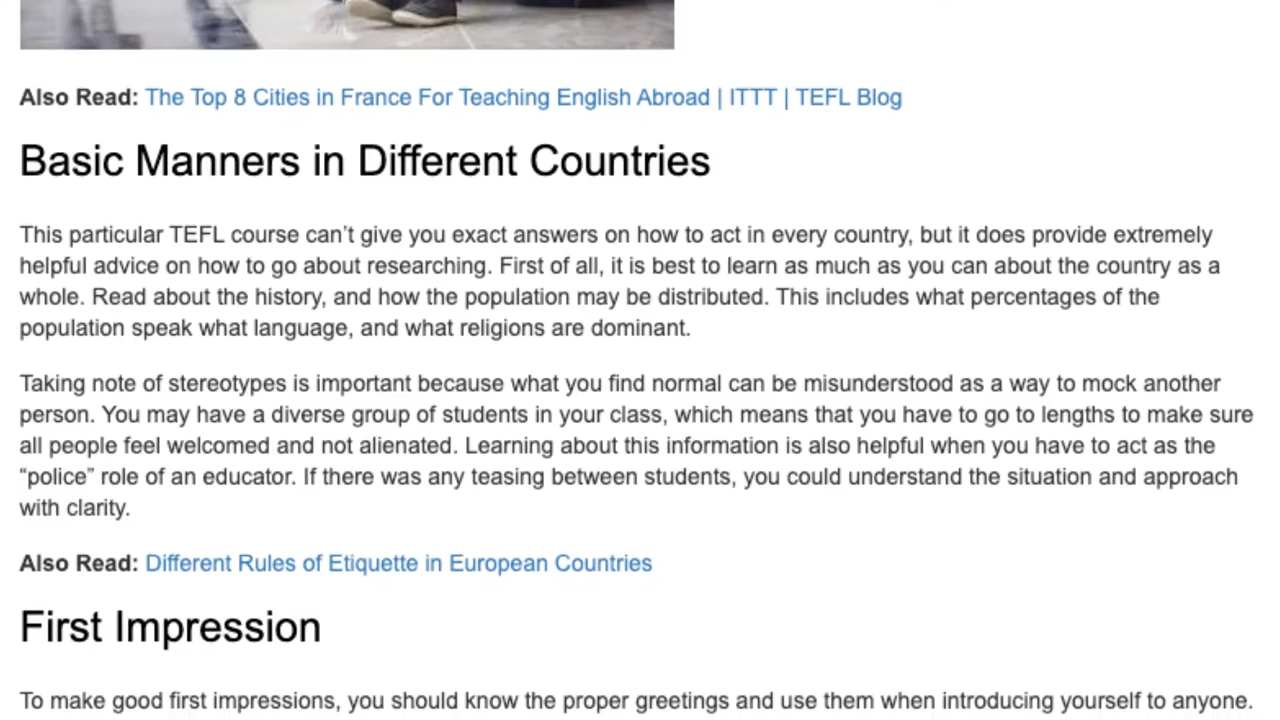 Also Read: The Top 8 Cities in France For Teaching English Abroad | ITTT | TEFL Blog
Basic Manners in Different Countries
This particular TEFL course can’t give you exact answers on how to act in every country, but it does provide extremely
helpful advice on how to go about researching. First of all, it is best to learn as much as you can about the country as a
whole. Read about the history, and how the population may be distributed. This includes what percentages of the
population speak what language, and what religions are dominant.
Taking note of stereotypes is important because what you find normal can be misunderstood as a way to mock another
person. You may have a diverse group of students in your class, which means that you have to go to lengths to make sure
all people feel welcomed and not alienated. Learning about this information is also helpful when you have to act as the
“police” role of an educator. If there was any teasing between students, you could understand the situation and approach
with clarity.
Also Read: Different Rules of Etiquette in European Countries
First Impression
To make good first impressions, you should know the proper greetings and use them when introducing yourself to anyone.